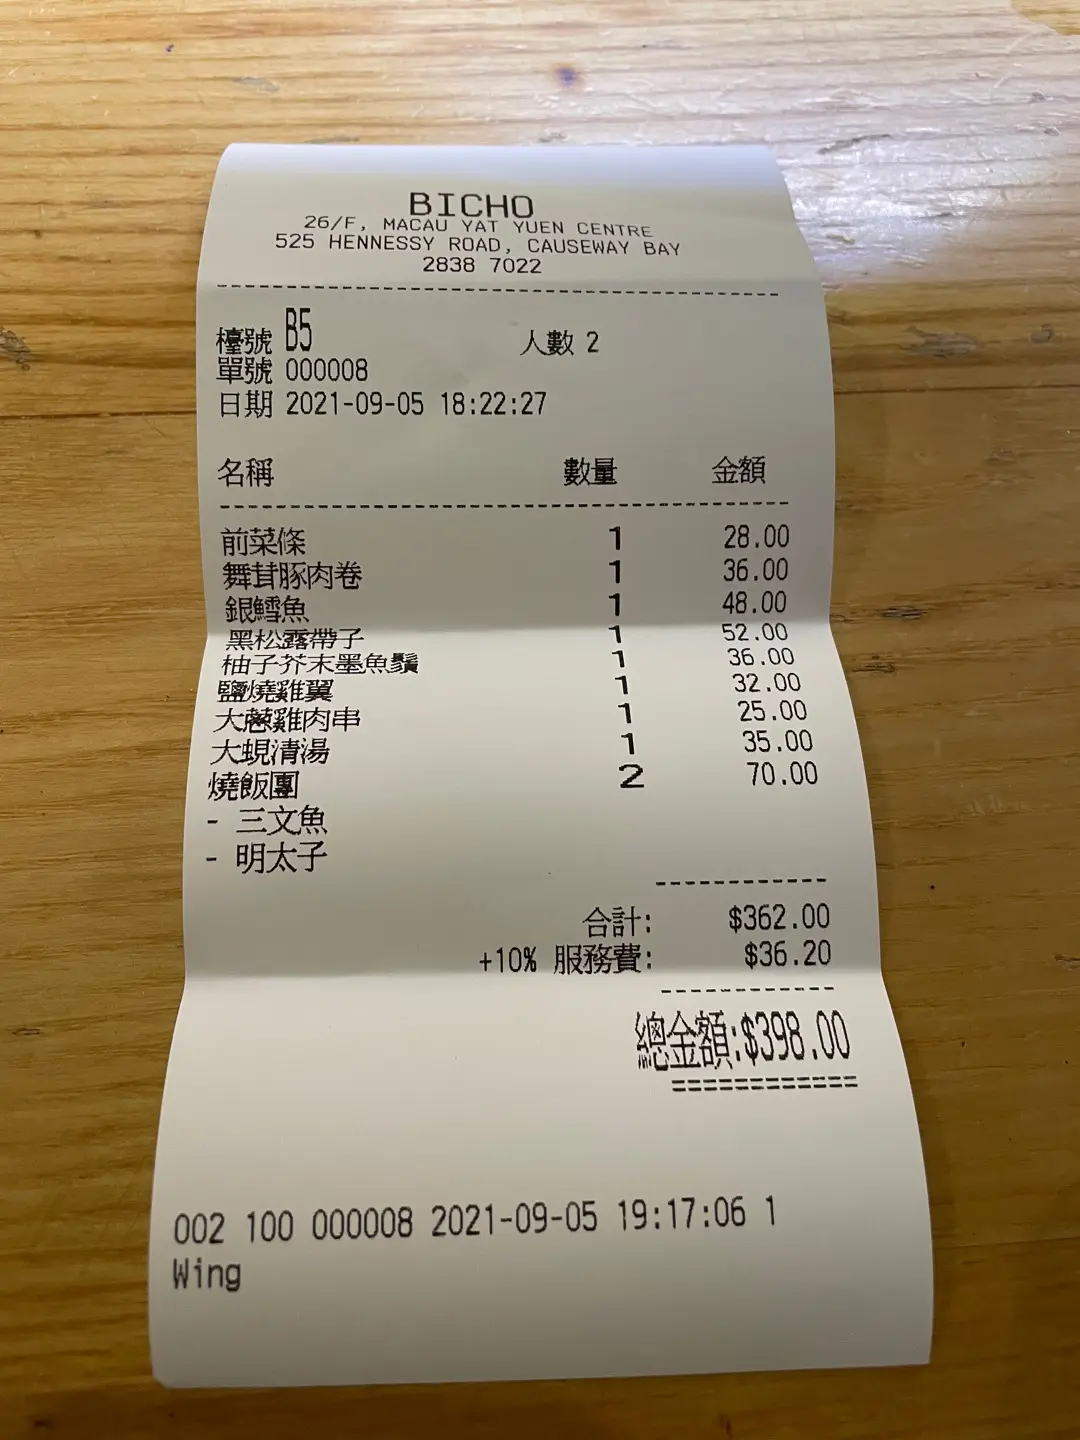 BICHO
26/F, MACAU YAT YUEN CENTRE
525 HENNESSY ROAD, CAUSEWAY BAY
2838 7022
檯號 B5 人數 2
單號 000008
日期 2021-09-05 18:22:27
名稱 數量 金額
前菜條 1 28.00
舞茸豚肉卷 1 36.00
銀鱈魚 1 48.00
黑松露帶子 1 52.00
柚子芥末墨魚鬚 1 36.00
鹽燒雞翼 1 32.00
大蔥雞肉串 1 25.00
大蜆清湯 1 35.00
燒飯團 2 70.00
- 三文魚
- 明太子
合計: $362.00
+10% 服務費: $36.20
總金額:$398.00
============
002 100 000008 2021-09-05 19:17:06 1
Wing